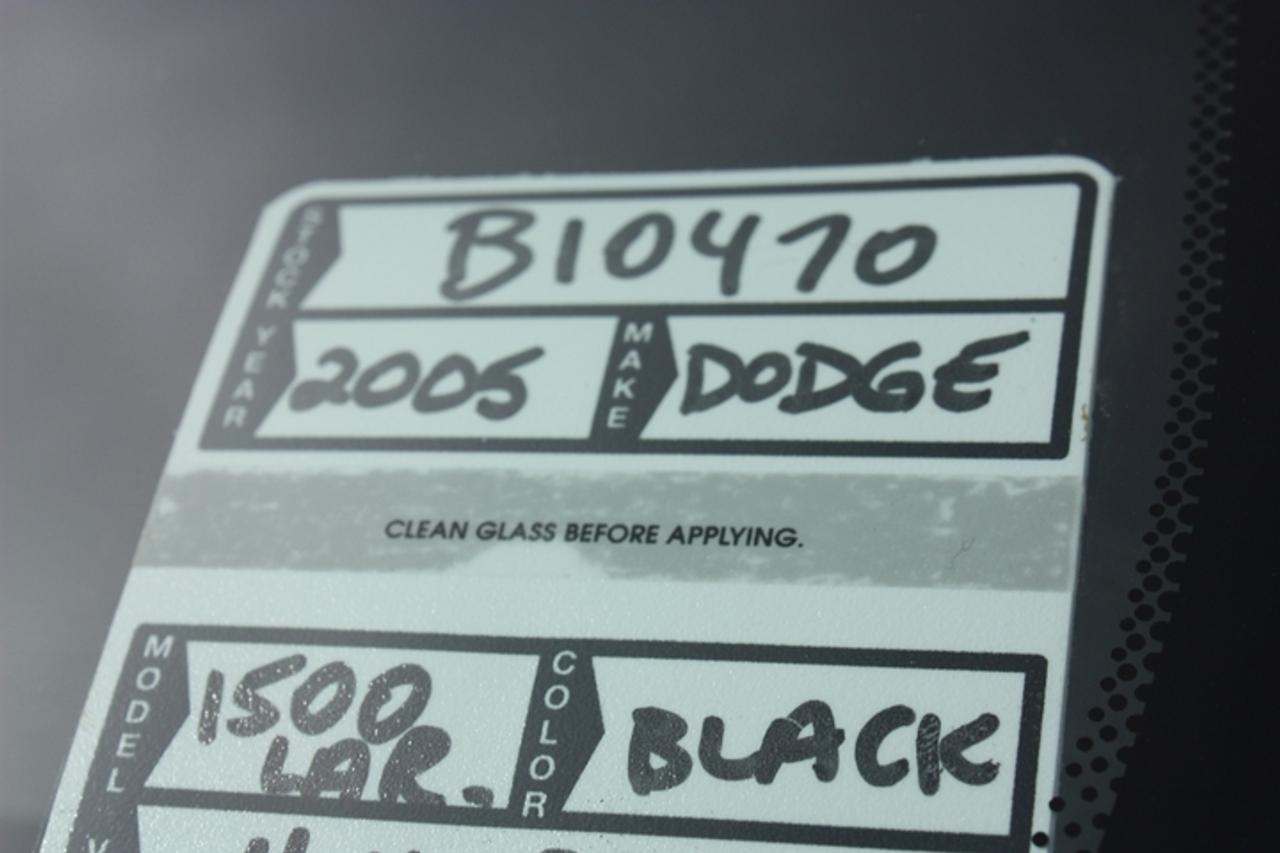 STOCK B10470
YEAR 2005 MAKE DODGE
CLEAN GLASS BEFORE APPLYING.
MODEL 1500 LAR. COLOR BLACK